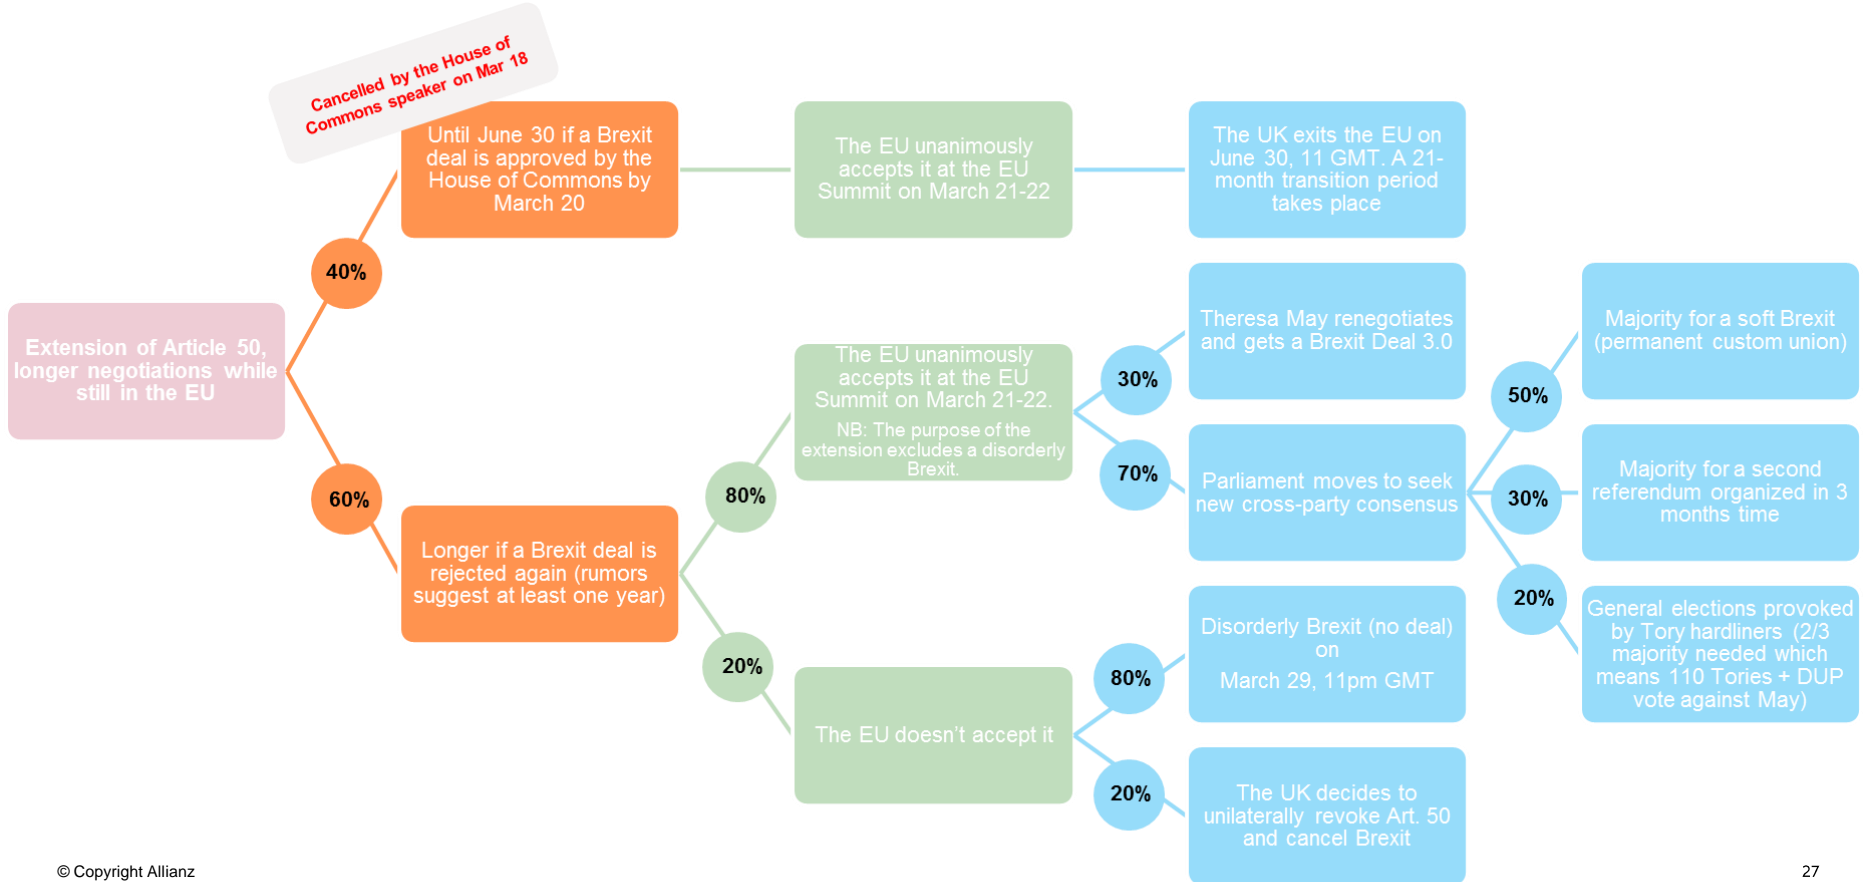 Cancelled by the House of
Commons speaker on Mar 18
Until June 30 if a Brexit
deal is approved by the
House of Commons by
March 20
The EU unanimously
accepts it at the EU
Summit on March 21-22
The UK exits the EU on
June 30, 11 GMT. A 21-
month transition period
takes place
40%
Extension of Article 50,
longer negotiations while
still in the EU
60%
Longer if a Brexit deal is
rejected again (rumors
suggest at least one year)
80%
The EU unanimously
accepts it at the EU
Summit on March 21-22.
NB: The purpose of the
extension excludes a disorderly
Brexit.
30%
Theresa May renegotiates
and gets a Brexit Deal 3.0
70%
Parliament moves to seek
new cross-party consensus
50%
Majority for a soft Brexit
(permanent custom union)
30%
Majority for a second
referendum organized in 3
months time
20%
General elections provoked
by Tory hardliners (2/3
majority needed which
means 110 Tories + DUP
vote against May)
20%
The EU doesn’t accept it
80%
Disorderly Brexit (no deal)
on
March 29, 11pm GMT
20%
The UK decides to
unilaterally revoke Art. 50
and cancel Brexit
© Copyright Allianz
27